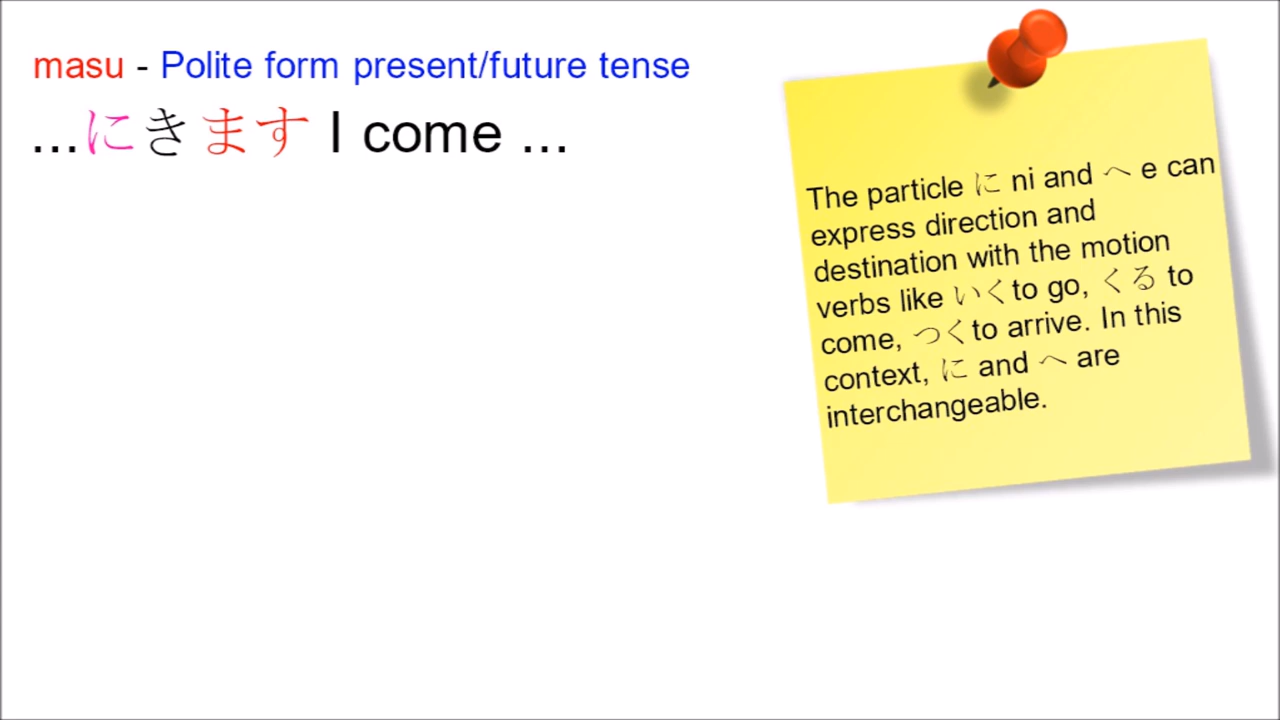 masu - Polite form present/future tense
...にきます I come ...
The particle に ni and へ e can
express direction and
destination with the motion
verbs like いくto go, くる to
come, つくto arrive. In this
context, に and へ are
interchangeable.